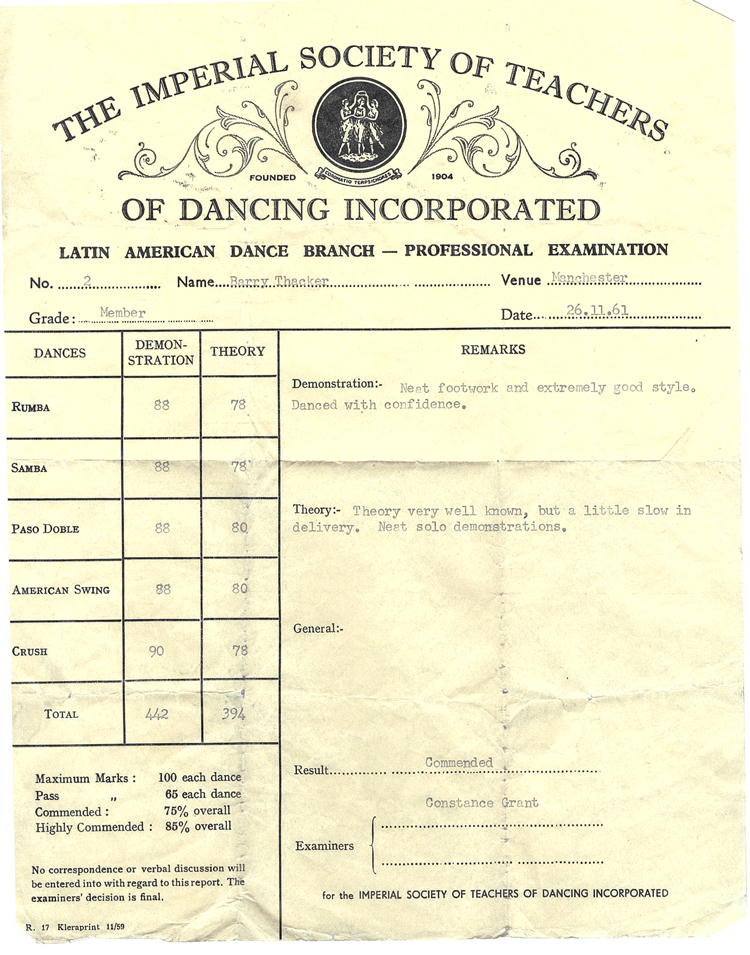 THE IMPERIAL SOCIETY OF TEACHERS
CORONATIO TERPSICHORES
FOUNDED 1904
OF DANCING INCORPORATED
LATIN AMERICAN DANCE BRANCH — PROFESSIONAL EXAMINATION
No. 2 Name Barry Thacker Venue Manchester
Grade: Member Date 26.11.61
DANCES DEMON-STRATION THEORY REMARKS
RUMBA 88 78
SAMBA 88 78
PASO DOBLE 88 80
AMERICAN SWING 88 80
CRUSH 90 78
TOTAL 442 394
Maximum Marks : 100 each dance
Pass „ 65 each dance
Commended : 75% overall
Highly Commended : 85% overall
No correspondence or verbal discussion will
be entered into with regard to this report. The
examiners' decision is final.
R. 17 Kleraprint 11/59
Demonstration:- Neat footwork and extremely good style.
Danced with confidence.
Theory:- Theory very well known, but a little slow in
delivery. Neat solo demonstrations.
General:-
Result Commended
Constance Grant
Examiners
for the IMPERIAL SOCIETY OF TEACHERS OF DANCING INCORPORATED